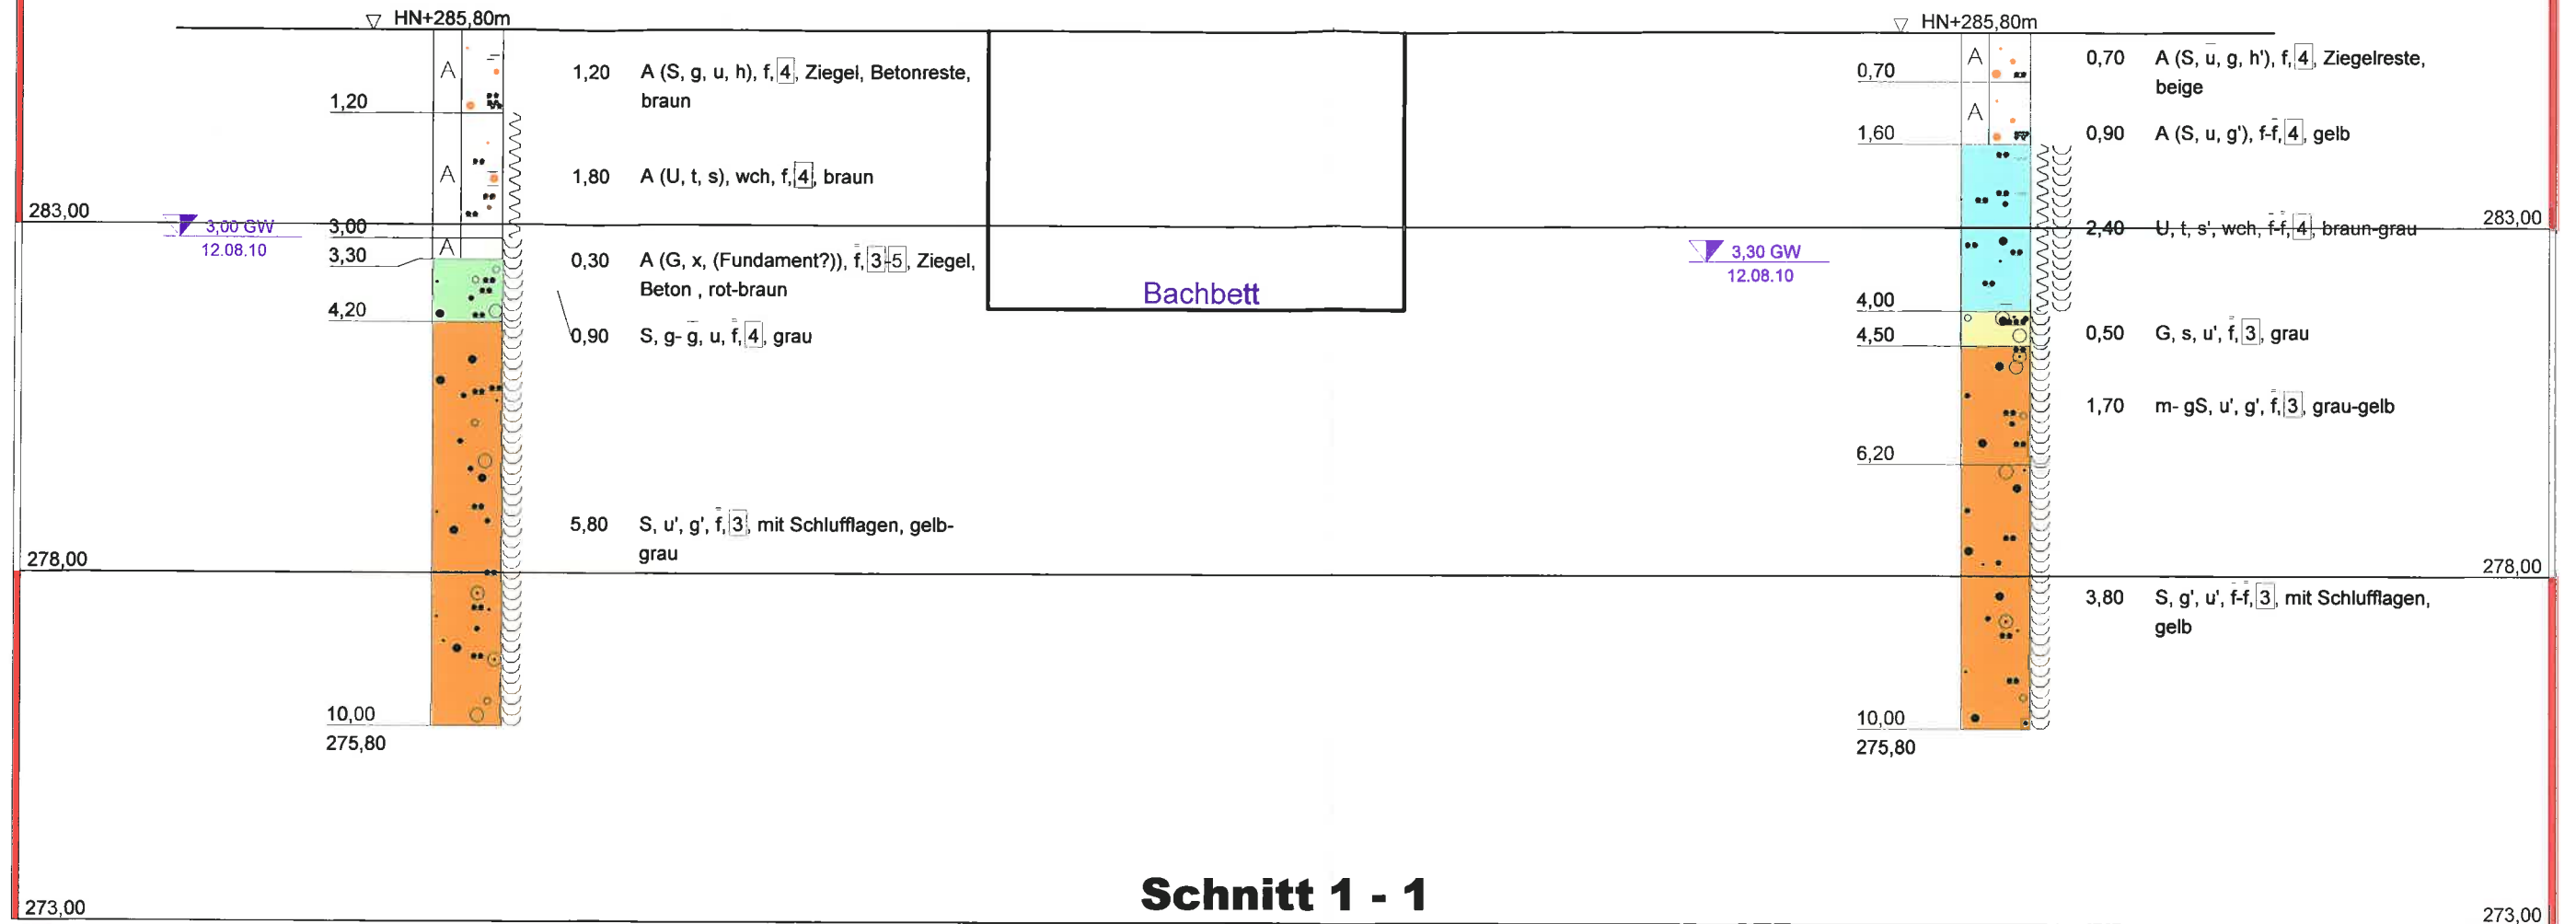 HN+285,80m
A
1,20
A
3,00
A
3,30
4,20
10,00
275,80
1,20 A (S, g, u, h), f, 4, Ziegel, Betonreste,
braun
1,80 A (U, t, s), wch, f, 4, braun
0,30 A (G, x, (Fundament?)), f̿, 3-5, Ziegel,
Beton , rot-braun
0,90 S, g- g̅, u, f̿, 4, grau
5,80 S, u', g', f̿, 3, mit Schlufflagen, gelb-
grau
283,00
3,00 GW
12.08.10
278,00
273,00
Bachbett
HN+285,80m
A
0,70
A
1,60
4,00
4,50
6,20
10,00
275,80
3,30 GW
12.08.10
0,70 A (S, u̅, g, h'), f, 4, Ziegelreste,
beige
0,90 A (S, u, g'), f-f̅, 4, gelb
2,40 U, t, s', wch, f̅-f̿, 4, braun-grau
0,50 G, s, u', f̿, 3, grau
1,70 m- gS, u', g', f̿, 3, grau-gelb
3,80 S, g', u', f̅-f̿, 3, mit Schlufflagen,
gelb
283,00
278,00
273,00
Schnitt 1 - 1